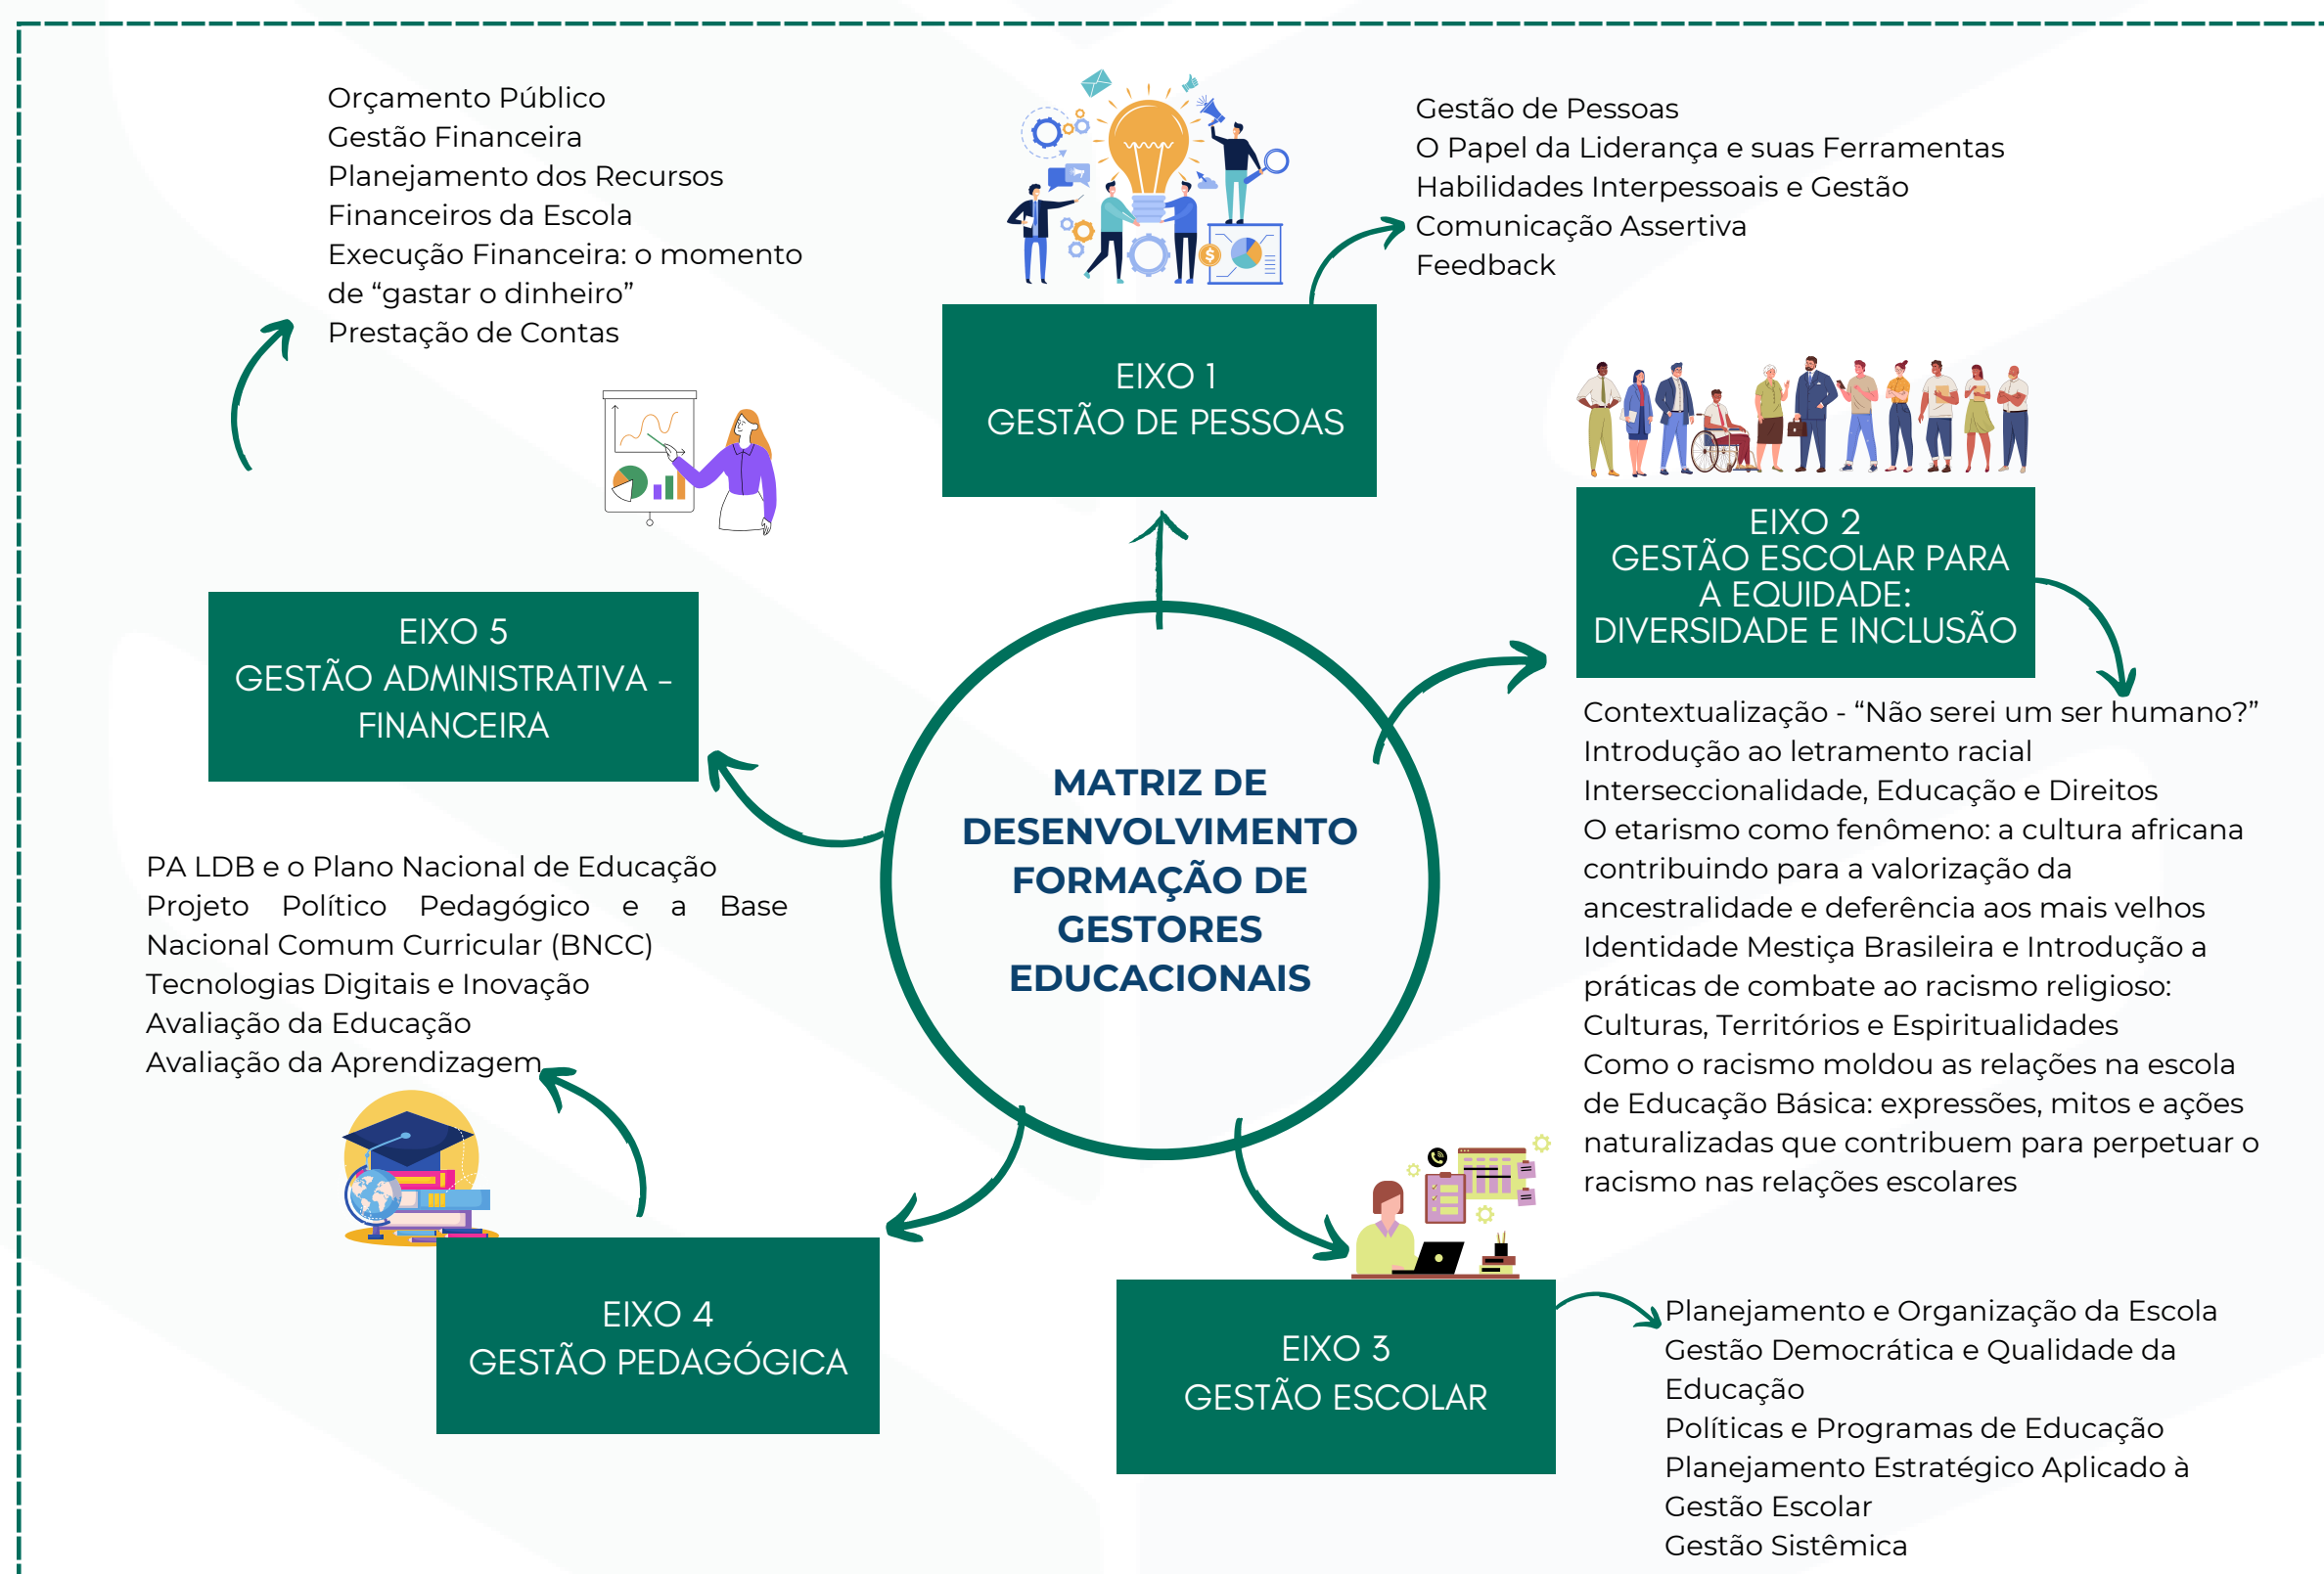 Orçamento Público
Gestão Financeira
Planejamento dos Recursos
Financeiros da Escola
Execução Financeira: o momento
de “gastar o dinheiro”
Prestação de Contas
Gestão de Pessoas
O Papel da Liderança e suas Ferramentas
Habilidades Interpessoais e Gestão
Comunicação Assertiva
Feedback
EIXO 1
GESTÃO DE PESSOAS
EIXO 2
GESTÃO ESCOLAR PARA
A EQUIDADE:
DIVERSIDADE E INCLUSÃO
EIXO 5
GESTÃO ADMINISTRATIVA -
FINANCEIRA
MATRIZ DE
DESENVOLVIMENTO
FORMAÇÃO DE
GESTORES
EDUCACIONAIS
Contextualização - “Não serei um ser humano?”
Introdução ao letramento racial
Interseccionalidade, Educação e Direitos
O etarismo como fenômeno: a cultura africana
contribuindo para a valorização da
ancestralidade e deferência aos mais velhos
Identidade Mestiça Brasileira e Introdução a
práticas de combate ao racismo religioso:
Culturas, Territórios e Espiritualidades
Como o racismo moldou as relações na escola
de Educação Básica: expressões, mitos e ações
naturalizadas que contribuem para perpetuar o
racismo nas relações escolares
PA LDB e o Plano Nacional de Educação
Projeto Político Pedagógico e a Base
Nacional Comum Curricular (BNCC)
Tecnologias Digitais e Inovação
Avaliação da Educação
Avaliação da Aprendizagem
EIXO 4
GESTÃO PEDAGÓGICA
EIXO 3
GESTÃO ESCOLAR
Planejamento e Organização da Escola
Gestão Democrática e Qualidade da
Educação
Políticas e Programas de Educação
Planejamento Estratégico Aplicado à
Gestão Escolar
Gestão Sistêmica